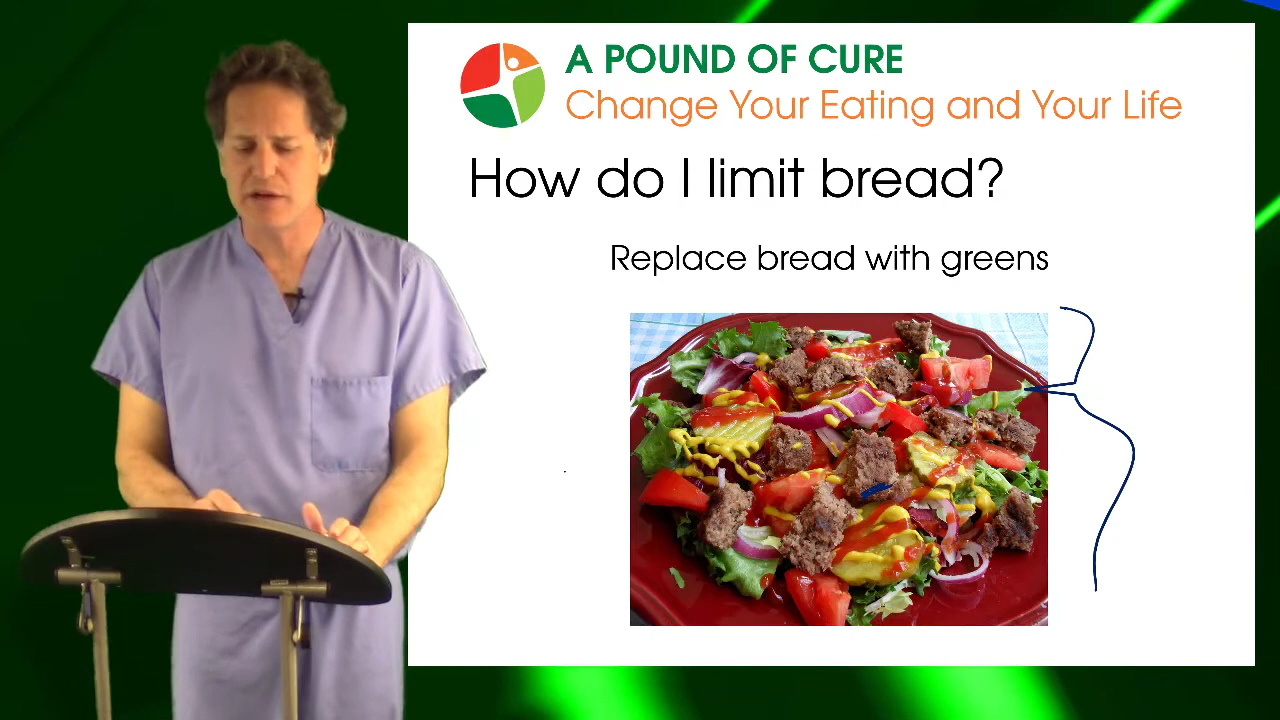 A POUND OF CURE
Change Your Eating and Your Life
How do I limit bread?
Replace bread with greens